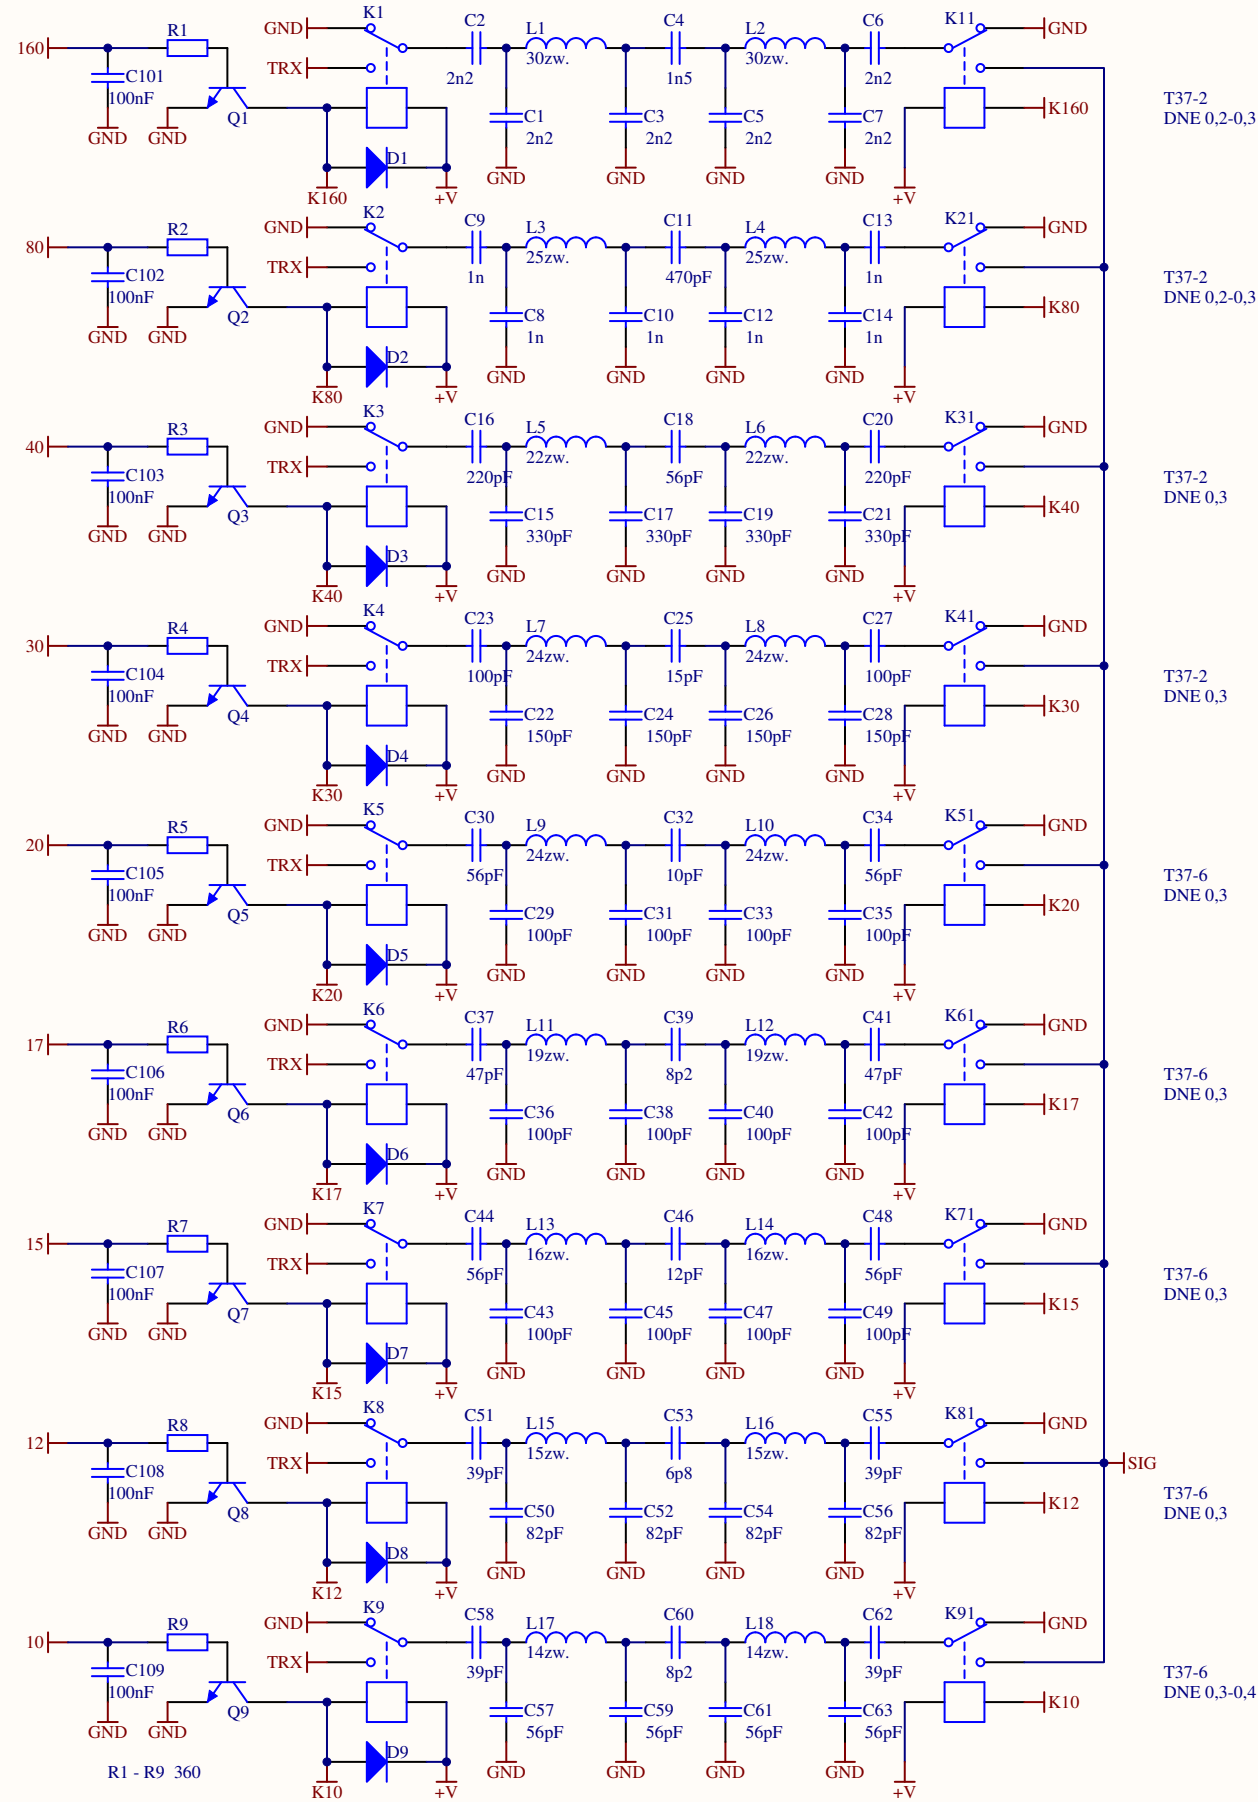 GND K1 C2 L1 C4 L2 C6 K11 GND
160 R1 30zw. 30zw.
C101 TRX 2n2 1n5 2n2
100nF Q1 C1 C3 C5 C7 K160 T37-2
GND GND D1 2n2 2n2 2n2 2n2 DNE 0,2-0,3
K160 +V GND GND GND GND +V
GND K2 C9 L3 C11 L4 C13 K21 GND
80 R2 25zw. 25zw.
C102 TRX 1n 470pF 1n
100nF Q2 C8 C10 C12 C14 K80 T37-2
GND GND D2 1n 1n 1n 1n DNE 0,2-0,3
K80 +V GND GND GND GND +V
GND K3 C16 L5 C18 L6 C20 K31 GND
40 R3 22zw. 22zw.
C103 TRX 220pF 56pF 220pF
100nF Q3 C15 C17 C19 C21 K40 T37-2
GND GND D3 330pF 330pF 330pF 330pF DNE 0,3
K40 +V GND GND GND GND +V
GND K4 C23 L7 C25 L8 C27 K41 GND
30 R4 24zw. 24zw.
C104 TRX 100pF 15pF 100pF
100nF Q4 C22 C24 C26 C28 K30 T37-2
GND GND D4 150pF 150pF 150pF 150pF DNE 0,3
K30 +V GND GND GND GND +V
GND K5 C30 L9 C32 L10 C34 K51 GND
20 R5 24zw. 24zw.
C105 TRX 56pF 10pF 56pF
100nF Q5 C29 C31 C33 C35 K20 T37-6
GND GND D5 100pF 100pF 100pF 100pF DNE 0,3
K20 +V GND GND GND GND +V
GND K6 C37 L11 C39 L12 C41 K61 GND
17 R6 19zw. 19zw.
C106 TRX 47pF 8p2 47pF
100nF Q6 C36 C38 C40 C42 K17 T37-6
GND GND D6 100pF 100pF 100pF 100pF DNE 0,3
K17 +V GND GND GND GND +V
GND K7 C44 L13 C46 L14 C48 K71 GND
15 R7 16zw. 16zw.
C107 TRX 56pF 12pF 56pF
100nF Q7 C43 C45 C47 C49 K15 T37-6
GND GND D7 100pF 100pF 100pF 100pF DNE 0,3
K15 +V GND GND GND GND +V
GND K8 C51 L15 C53 L16 C55 K81 GND
12 R8 15zw. 15zw.
C108 TRX 39pF 6p8 39pF SIG
100nF Q8 C50 C52 C54 C56 K12 T37-6
GND GND D8 82pF 82pF 82pF 82pF DNE 0,3
K12 +V GND GND GND GND +V
GND K9 C58 L17 C60 L18 C62 K91 GND
10 R9 14zw. 14zw.
C109 TRX 39pF 8p2 39pF
100nF Q9 C57 C59 C61 C63 K10 T37-6
GND GND D9 56pF 56pF 56pF 56pF DNE 0,3-0,4
R1 - R9 360 K10 +V GND GND GND GND +V